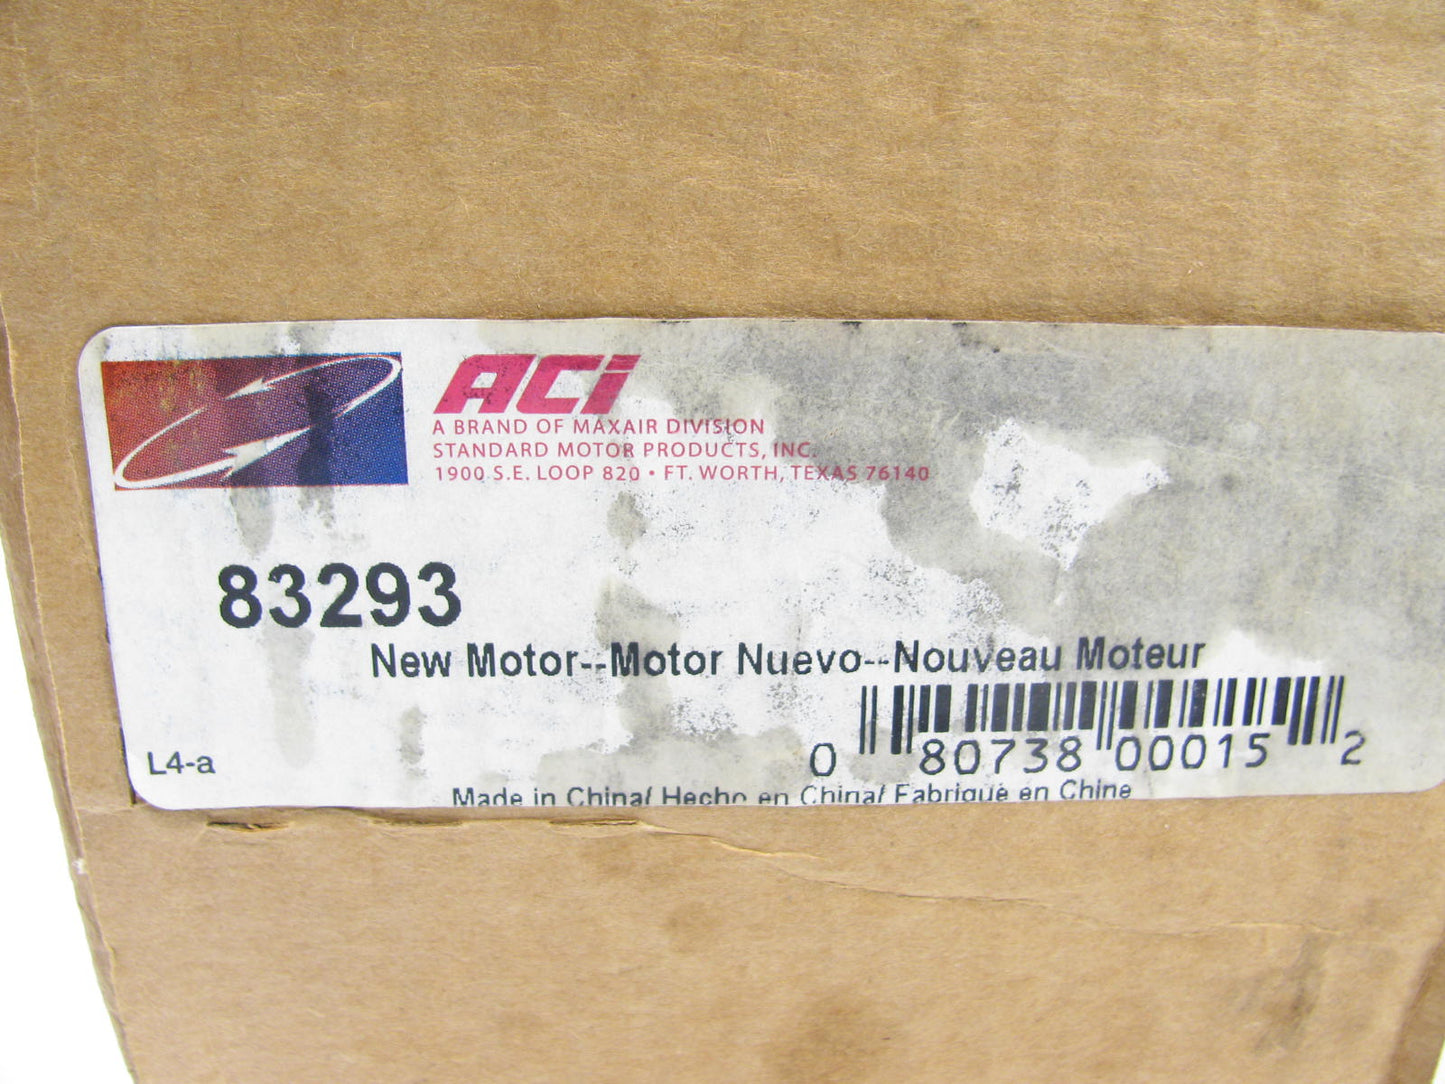 ACi
A BRAND OF MAXAIR DIVISION
STANDARD MOTOR PRODUCTS, INC.
1900 S.E. LOOP 820 • FT. WORTH, TEXAS 76140
83293
New Motor--Motor Nuevo--Nouveau Moteur
L4-a
0 80738 00015 2
Made in China/ Hecho en China/ Fabriqué en Chine